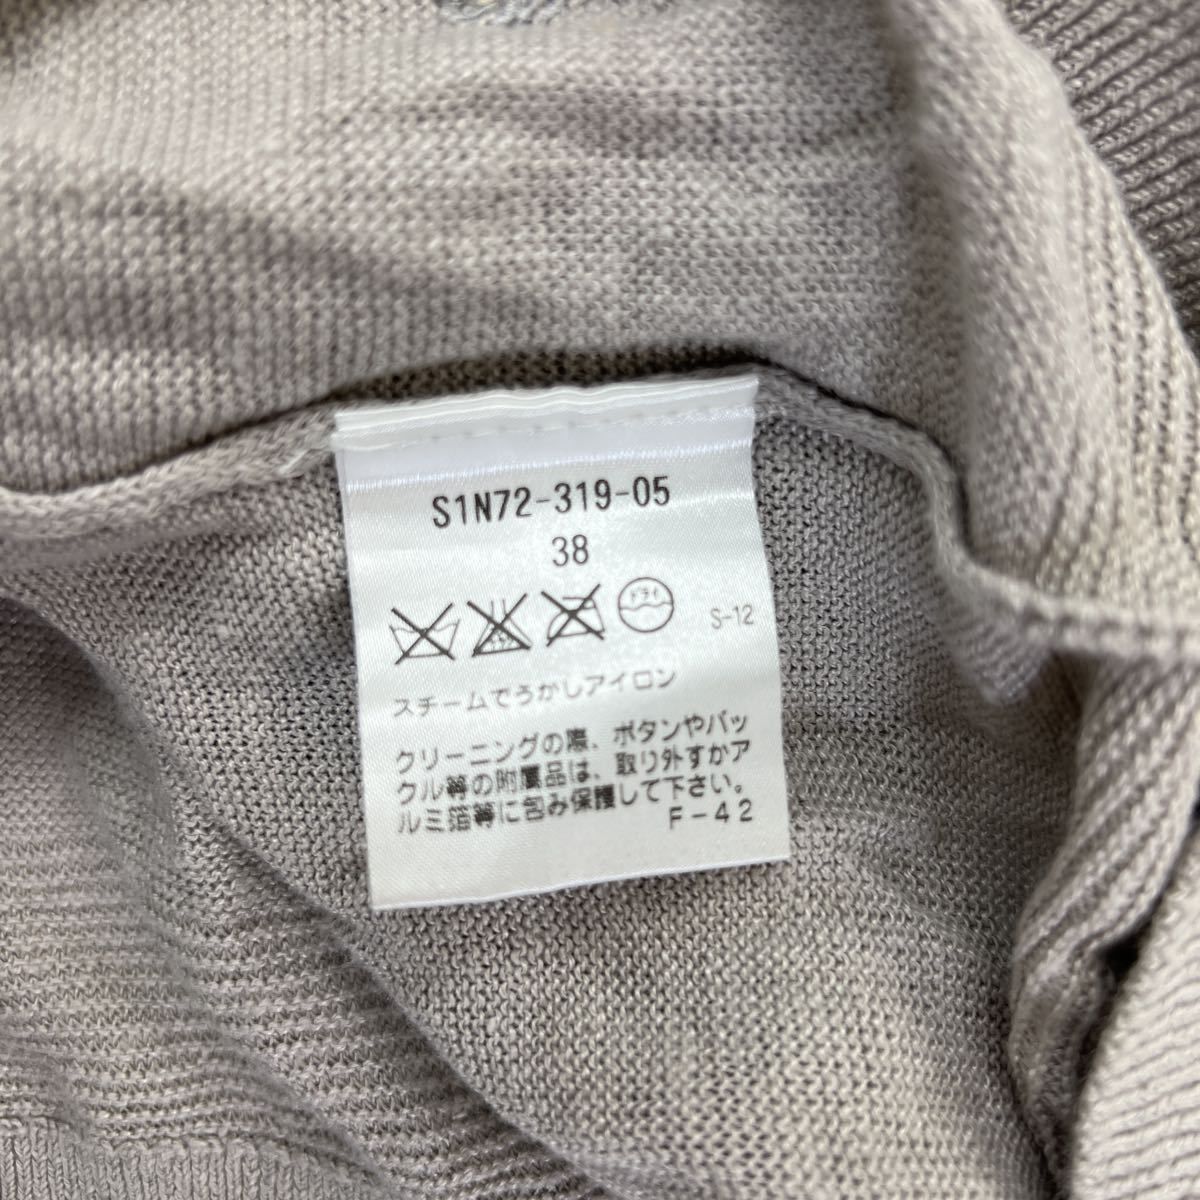 S1N72-319-05
38
ドライ
S-12
スチームでうかしアイロン
クリーニングの際、ボタンやバッ
クル等の附属品は、取り外すかア
ルミ箔等に包み保護して下さい。
F-42